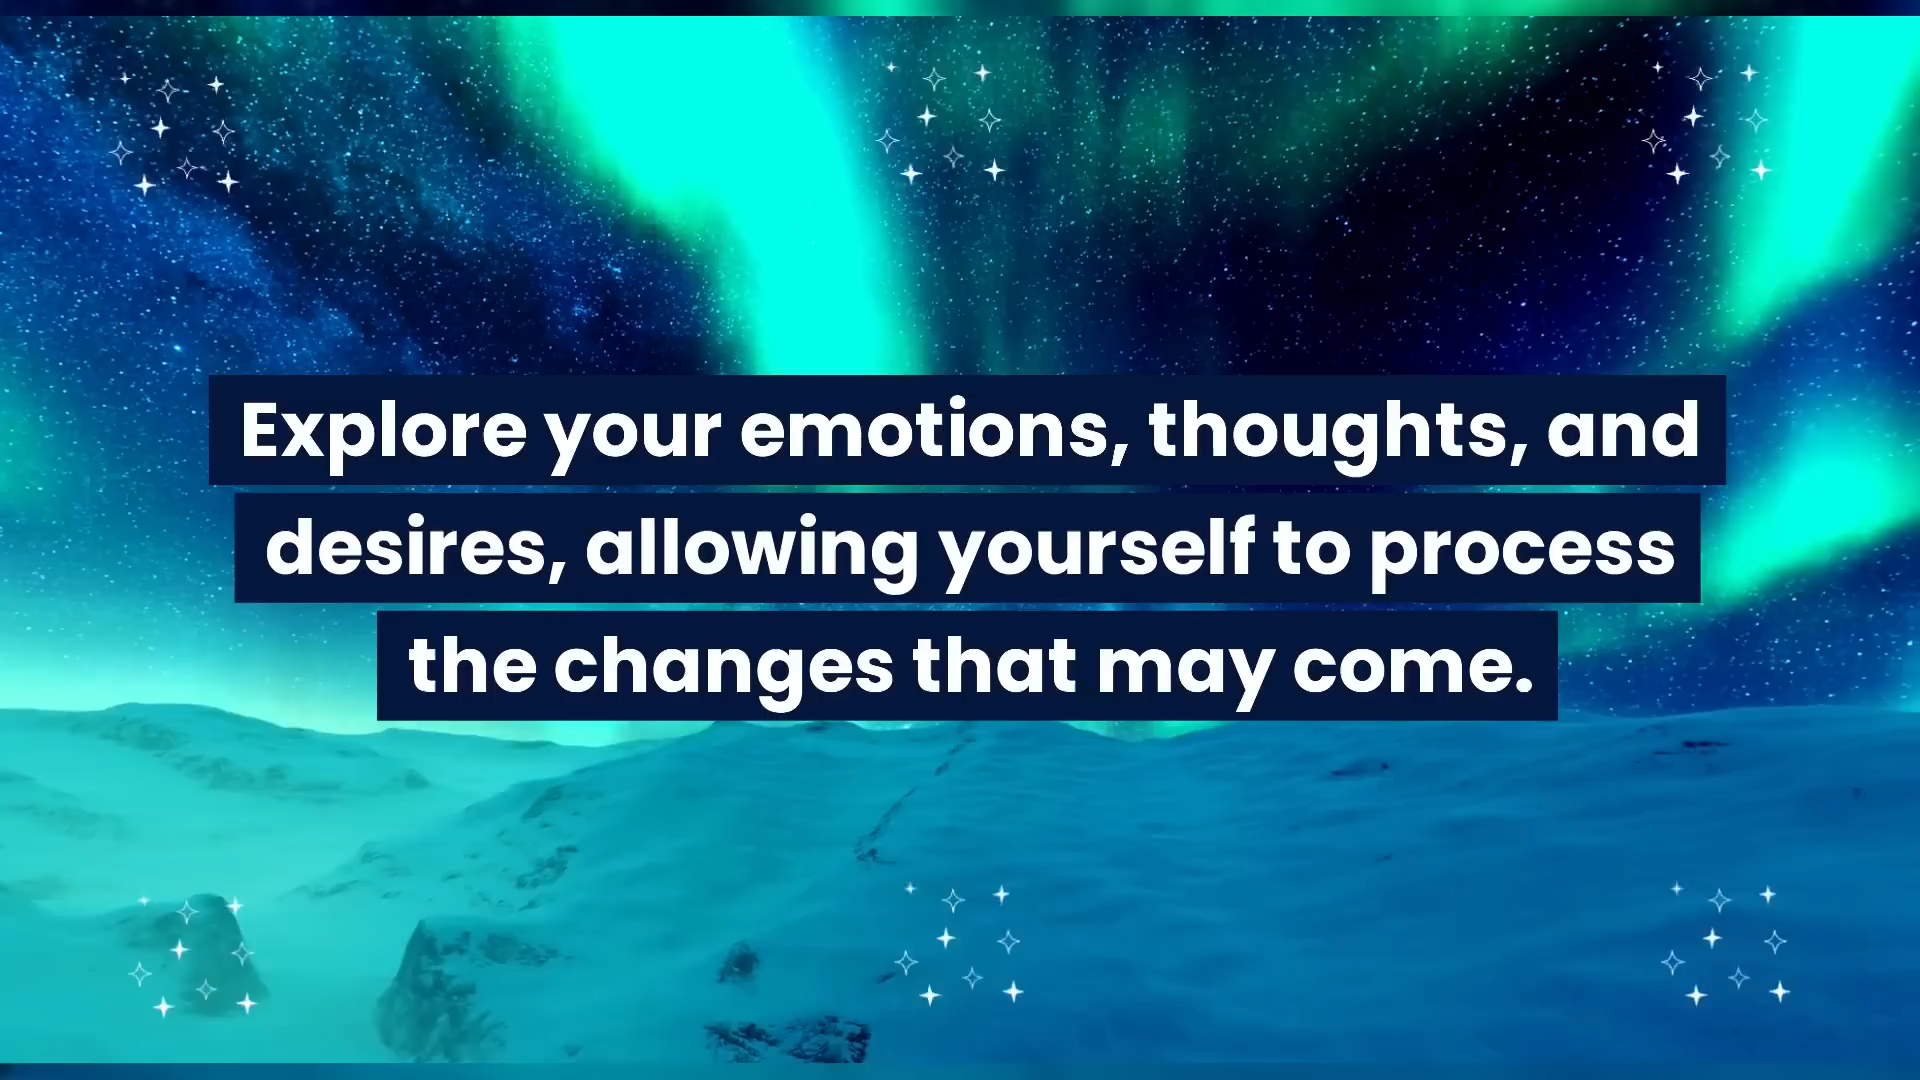 Explore your emotions, thoughts, and
desires, allowing yourself to process
the changes that may come.